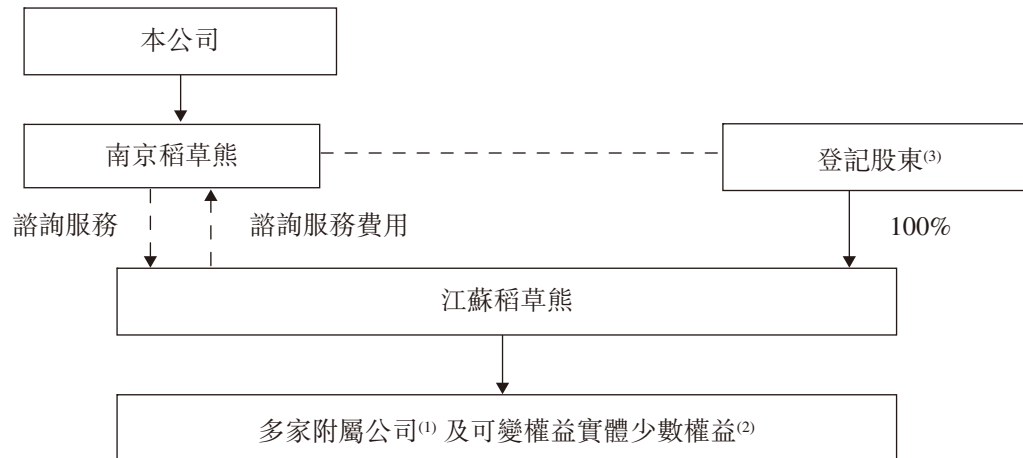 本公司
南京稻草熊
登記股東(3)
諮詢服務
諮詢服務費用
100%
江蘇稻草熊
多家附屬公司(1) 及可變權益實體少數權益(2)